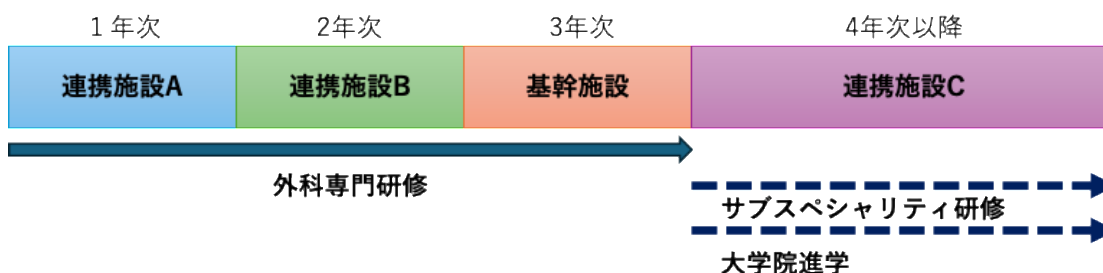 1年次 2年次 3年次 4年次以降
連携施設A 連携施設B 基幹施設 連携施設C
外科専門研修
サブスペシャリティ研修
大学院進学